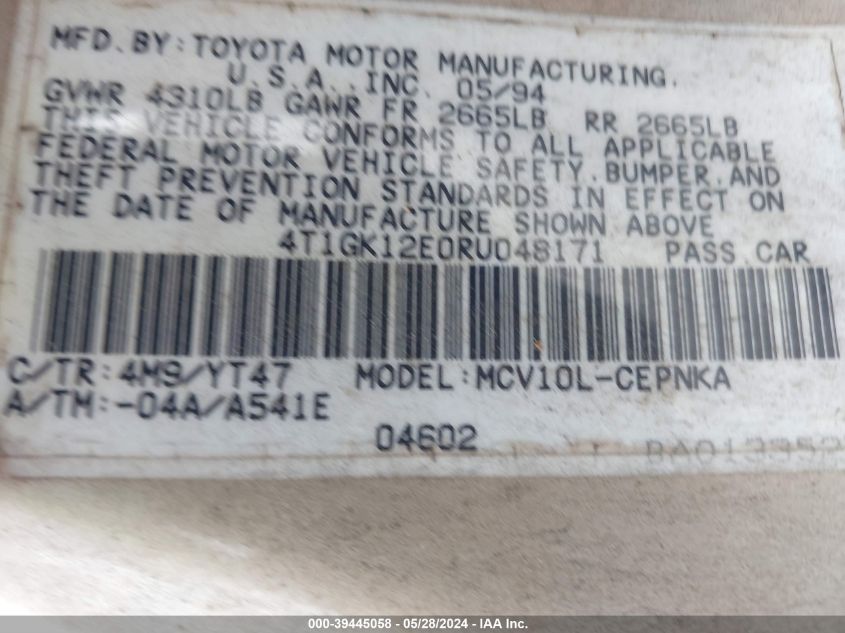 MFD. BY: TOYOTA MOTOR MANUFACTURING,
U.S.A., INC. 05/94
GVWR 4310LB GAWR FR 2665LB RR 2665LB
THIS VEHICLE CONFORMS TO ALL APPLICABLE
FEDERAL MOTOR VEHICLE SAFETY, BUMPER, AND
THEFT PREVENTION STANDARDS IN EFFECT ON
THE DATE OF MANUFACTURE SHOWN ABOVE
4T1GK12E0RU048171 PASS. CAR
C/TR: 4M9/YT47 MODEL: MCV10L-CEPNKA
A/TM: -04A/A541E
04602
000-39445058 - 05/28/2024 - IAA Inc.